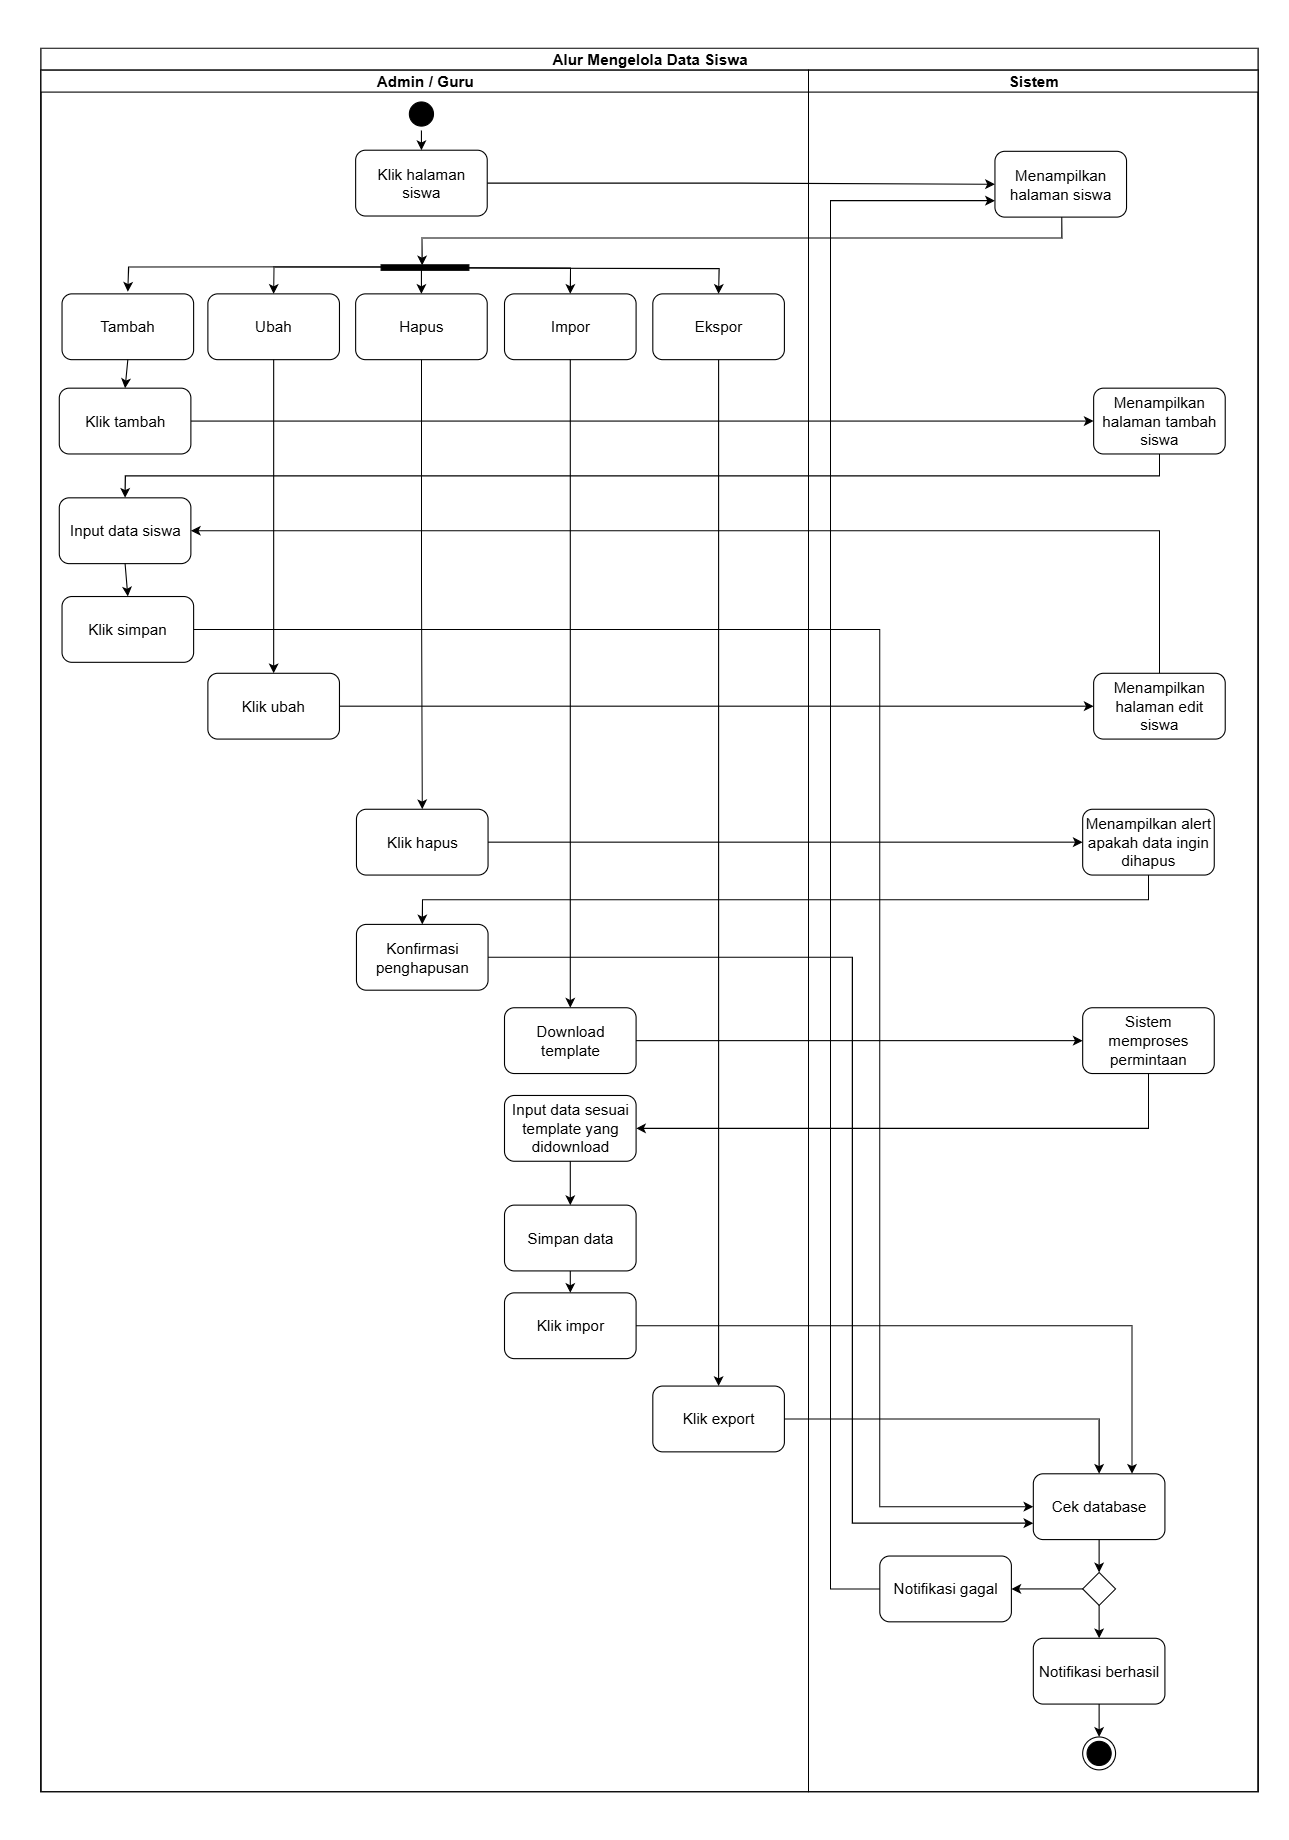 Alur Mengelola Data Siswa
Admin / Guru
Sistem
Klik halaman
siswa
Menampilkan
halaman siswa
Tambah
Ubah
Hapus
Impor
Ekspor
Klik tambah
Menampilkan
halaman tambah
siswa
Input data siswa
Klik simpan
Klik ubah
Menampilkan
halaman edit
siswa
Klik hapus
Menampilkan alert
apakah data ingin
dihapus
Konfirmasi
penghapusan
Download
template
Sistem
memproses
permintaan
Input data sesuai
template yang
didownload
Simpan data
Klik impor
Klik export
Cek database
Notifikasi gagal
Notifikasi berhasil